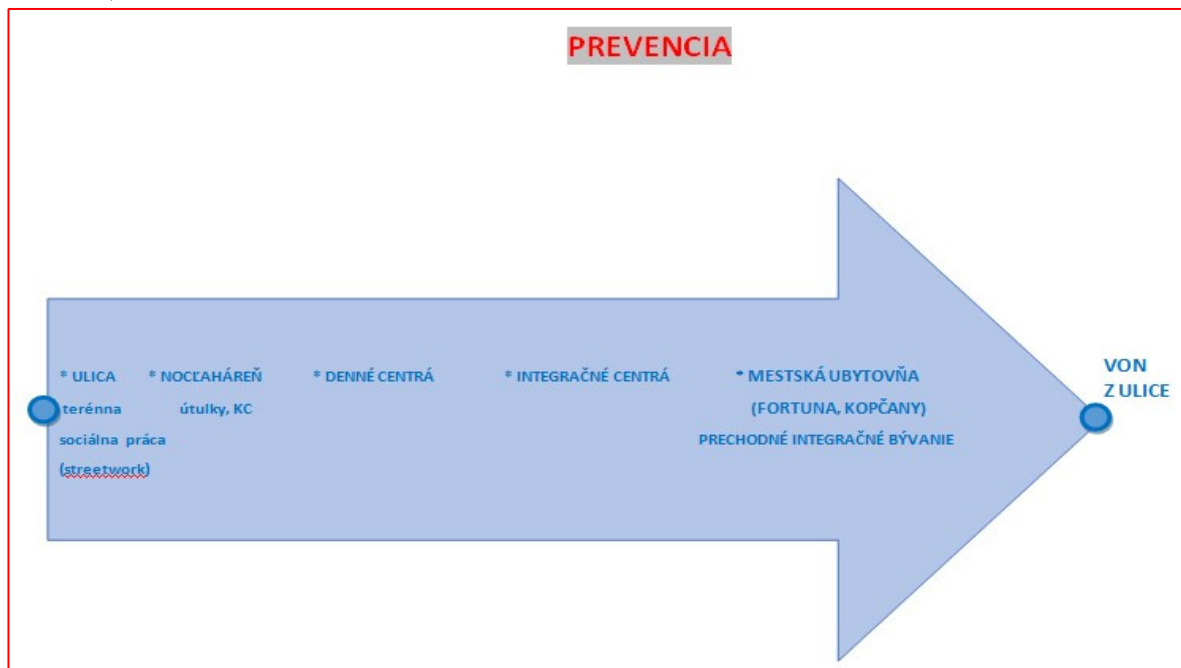 PREVENCIA
* ULICA * NOCĽAHÁREŇ * DENNÉ CENTRÁ * INTEGRAČNÉ CENTRÁ * MESTSKÁ UBYTOVŇA
terénna útulky, KC (FORTUNA, KOPČANY)
sociálna práca PRECHODNÉ INTEGRAČNÉ BÝVANIE
(streetwork)
VON
Z ULICE